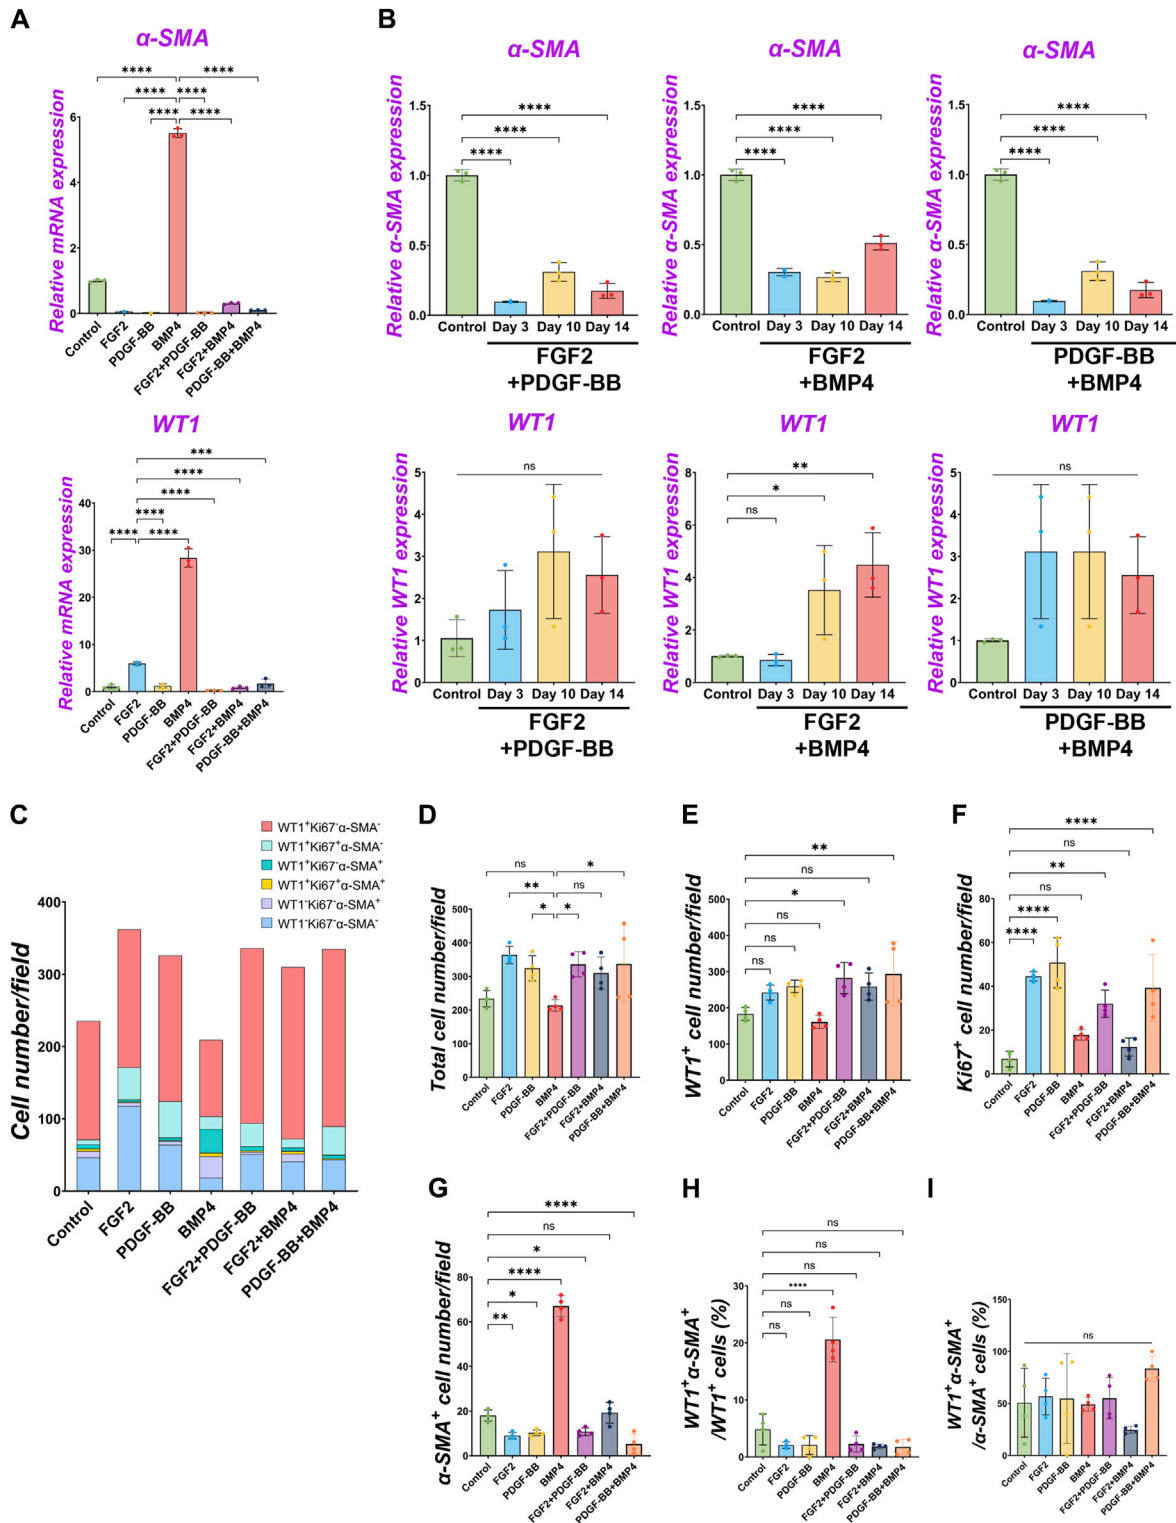 A
α-SMA
**** ****
**** ****
**** ****
Relative mRNA expression
6
4
2
0
Control
FGF2
PDGF-BB
BMP4
FGF2+PDGF-BB
FGF2+BMP4
PDGF-BB+BMP4
WT1
***
****
****
****
**** ****
Relative mRNA expression
40
30
20
10
0
Control
FGF2
PDGF-BB
BMP4
FGF2+PDGF-BB
FGF2+BMP4
PDGF-BB+BMP4
B
α-SMA
****
****
****
Relative α-SMA expression
1.5
1.0
0.5
0.0
Control Day 3 Day 10 Day 14
FGF2
+PDGF-BB
α-SMA
****
****
****
Relative α-SMA expression
1.5
1.0
0.5
0.0
Control Day 3 Day 10 Day 14
FGF2
+BMP4
α-SMA
****
****
****
Relative α-SMA expression
1.5
1.0
0.5
0.0
Control Day 3 Day 10 Day 14
PDGF-BB
+BMP4
WT1
ns
Relative WT1 expression
5
4
3
2
1
0
Control Day 3 Day 10 Day 14
FGF2
+PDGF-BB
WT1
**
*
ns
Relative WT1 expression
8
6
4
2
0
Control Day 3 Day 10 Day 14
FGF2
+BMP4
WT1
ns
Relative WT1 expression
5
4
3
2
1
0
Control Day 3 Day 10 Day 14
PDGF-BB
+BMP4
C
WT1⁺Ki67⁻α-SMA⁻
WT1⁺Ki67⁺α-SMA⁻
WT1⁺Ki67⁻α-SMA⁺
WT1⁺Ki67⁺α-SMA⁺
WT1⁻Ki67⁻α-SMA⁺
WT1⁻Ki67⁻α-SMA⁻
Cell number/field
400
300
200
100
0
Control
FGF2
PDGF-BB
BMP4
FGF2+PDGF-BB
FGF2+BMP4
PDGF-BB+BMP4
D
ns *
** ns
* *
Total cell number/field
500
400
300
200
100
0
Control
FGF2
PDGF-BB
BMP4
FGF2+PDGF-BB
FGF2+BMP4
PDGF-BB+BMP4
E
**
ns
*
ns
ns
ns
WT1⁺ cell number/field
500
400
300
200
100
0
Control
FGF2
PDGF-BB
BMP4
FGF2+PDGF-BB
FGF2+BMP4
PDGF-BB+BMP4
F
****
ns
**
ns
****
****
Ki67⁺ cell number/field
80
60
40
20
0
Control
FGF2
PDGF-BB
BMP4
FGF2+PDGF-BB
FGF2+BMP4
PDGF-BB+BMP4
G
****
ns
*
****
*
**
α-SMA⁺ cell number/field
80
60
40
20
0
Control
FGF2
PDGF-BB
BMP4
FGF2+PDGF-BB
FGF2+BMP4
PDGF-BB+BMP4
H
ns
ns
ns
****
ns
ns
WT1⁺α-SMA⁺
/WT1⁺ cells (%)
30
20
10
0
Control
FGF2
PDGF-BB
BMP4
FGF2+PDGF-BB
FGF2+BMP4
PDGF-BB+BMP4
I
ns
WT1⁺α-SMA⁺
/α-SMA⁺ cells (%)
150
100
50
0
Control
FGF2
PDGF-BB
BMP4
FGF2+PDGF-BB
FGF2+BMP4
PDGF-BB+BMP4